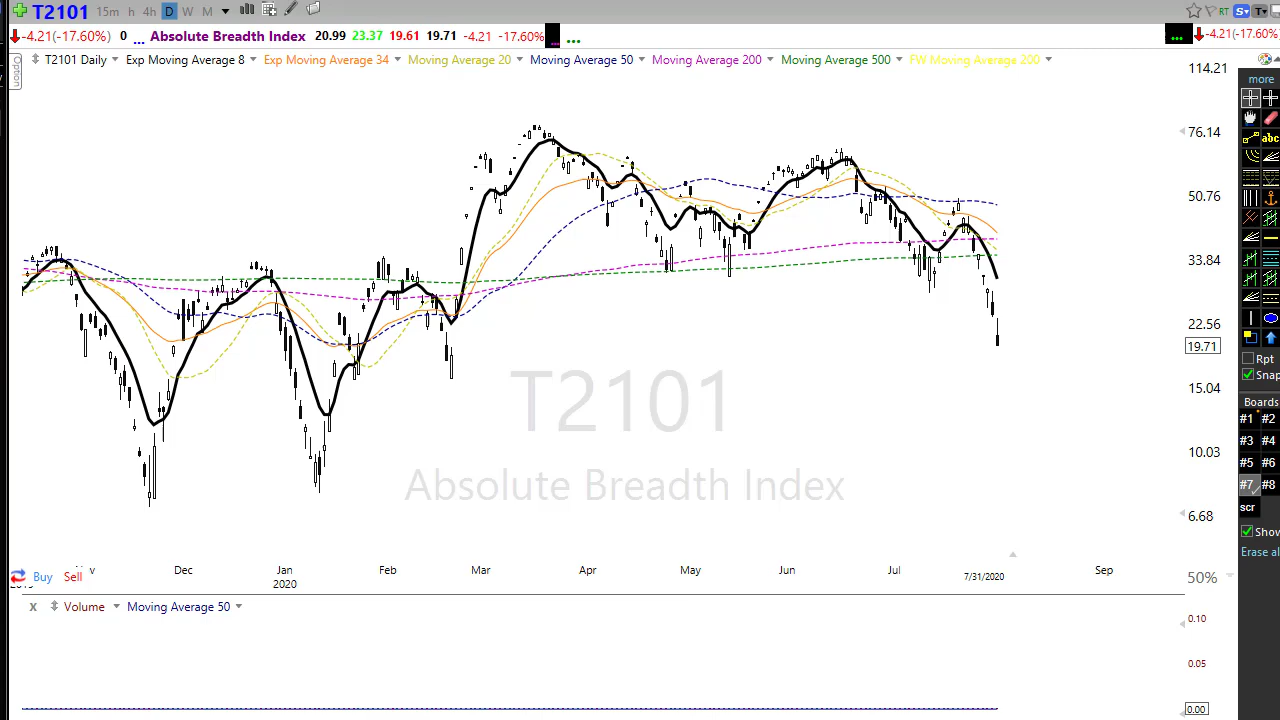 T2101 15m h 4h D W M RT S T
-4.21(-17.60%) 0 ... Absolute Breadth Index 20.99 23.37 19.61 19.71 -4.21 -17.60% ... ... ... -4.21(-17.60%)
Option
T2101 Daily Exp Moving Average 8 Exp Moving Average 34 Moving Average 20 Moving Average 50 Moving Average 200 Moving Average 500 FW Moving Average 200
114.21
76.14
50.76
33.84
22.56
19.71
15.04
10.03
6.68
T2101
Absolute Breadth Index
Dec Jan Feb Mar Apr May Jun Jul 7/31/2020 Sep
2020
Buy Sell
50%
x Volume Moving Average 50
0.10
0.05
0.00
more
abc
Rpt
Snap
Boards
#1 #2
#3 #4
#5 #6
#7 #8
scr
Show
Erase al